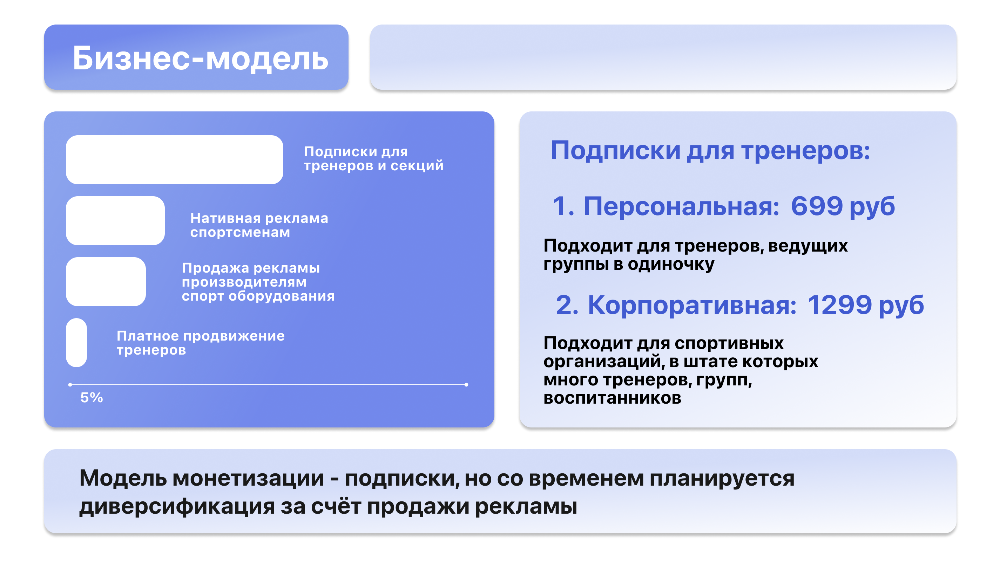 Бизнес-модель
Подписки для
тренеров и секций
Нативная реклама
спортсменам
Продажа рекламы
производителям
спорт оборудования
Платное продвижение
тренеров
5%
Подписки для тренеров:
1. Персональная: 699 руб
Подходит для тренеров, ведущих
группы в одиночку
2. Корпоративная: 1299 руб
Подходит для спортивных
организаций, в штате которых
много тренеров, групп,
воспитанников
Модель монетизации - подписки, но со временем планируется
диверсификация за счёт продажи рекламы